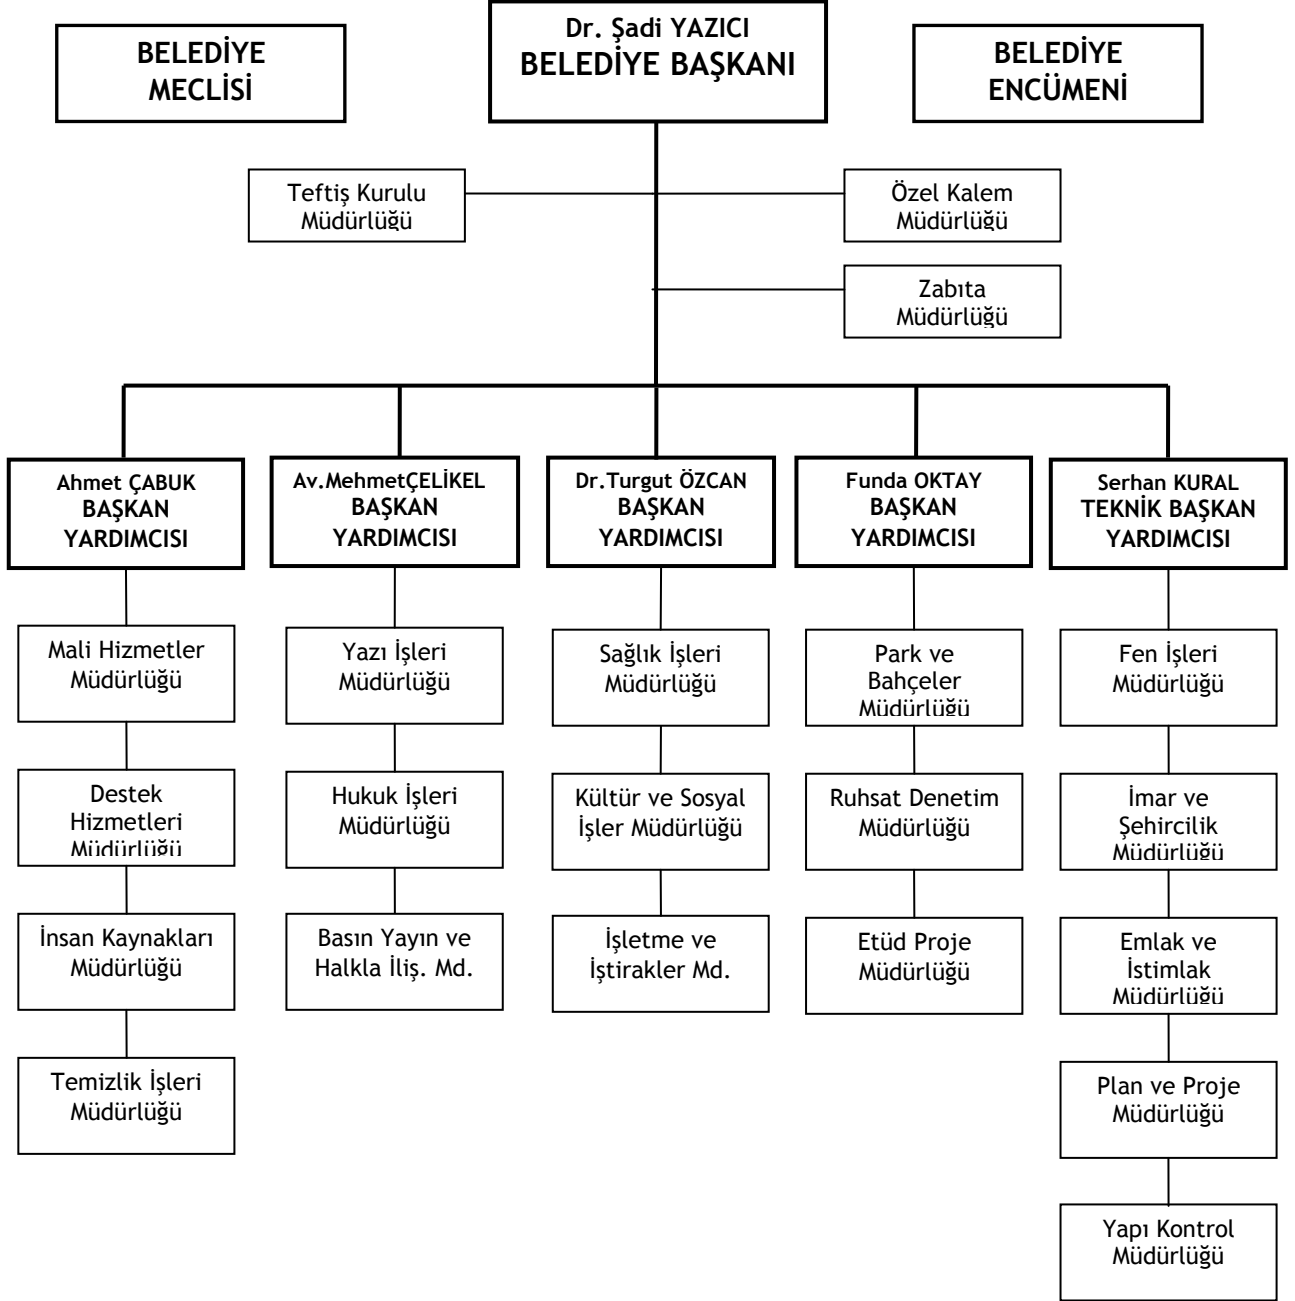 BELEDİYE
MECLİSİ
Dr. Şadi YAZICI
BELEDİYE BAŞKANI
BELEDİYE
ENCÜMENİ
Teftiş Kurulu
Müdürlüğü
Özel Kalem
Müdürlüğü
Zabıta
Müdürlüğü
Ahmet ÇABUK
BAŞKAN
YARDIMCISI
Av.MehmetÇELİKEL
BAŞKAN
YARDIMCISI
Dr.Turgut ÖZCAN
BAŞKAN
YARDIMCISI
Funda OKTAY
BAŞKAN
YARDIMCISI
Serhan KURAL
TEKNİK BAŞKAN
YARDIMCISI
Mali Hizmetler
Müdürlüğü
Yazı İşleri
Müdürlüğü
Sağlık İşleri
Müdürlüğü
Park ve
Bahçeler
Müdürlüğü
Fen İşleri
Müdürlüğü
Destek
Hizmetleri
Müdürlüğü
Hukuk İşleri
Müdürlüğü
Kültür ve Sosyal
İşler Müdürlüğü
Ruhsat Denetim
Müdürlüğü
İmar ve
Şehircilik
Müdürlüğü
İnsan Kaynakları
Müdürlüğü
Basın Yayın ve
Halkla İliş. Md.
İşletme ve
İştirakler Md.
Etüd Proje
Müdürlüğü
Emlak ve
İstimlak
Müdürlüğü
Temizlik İşleri
Müdürlüğü
Plan ve Proje
Müdürlüğü
Yapı Kontrol
Müdürlüğü